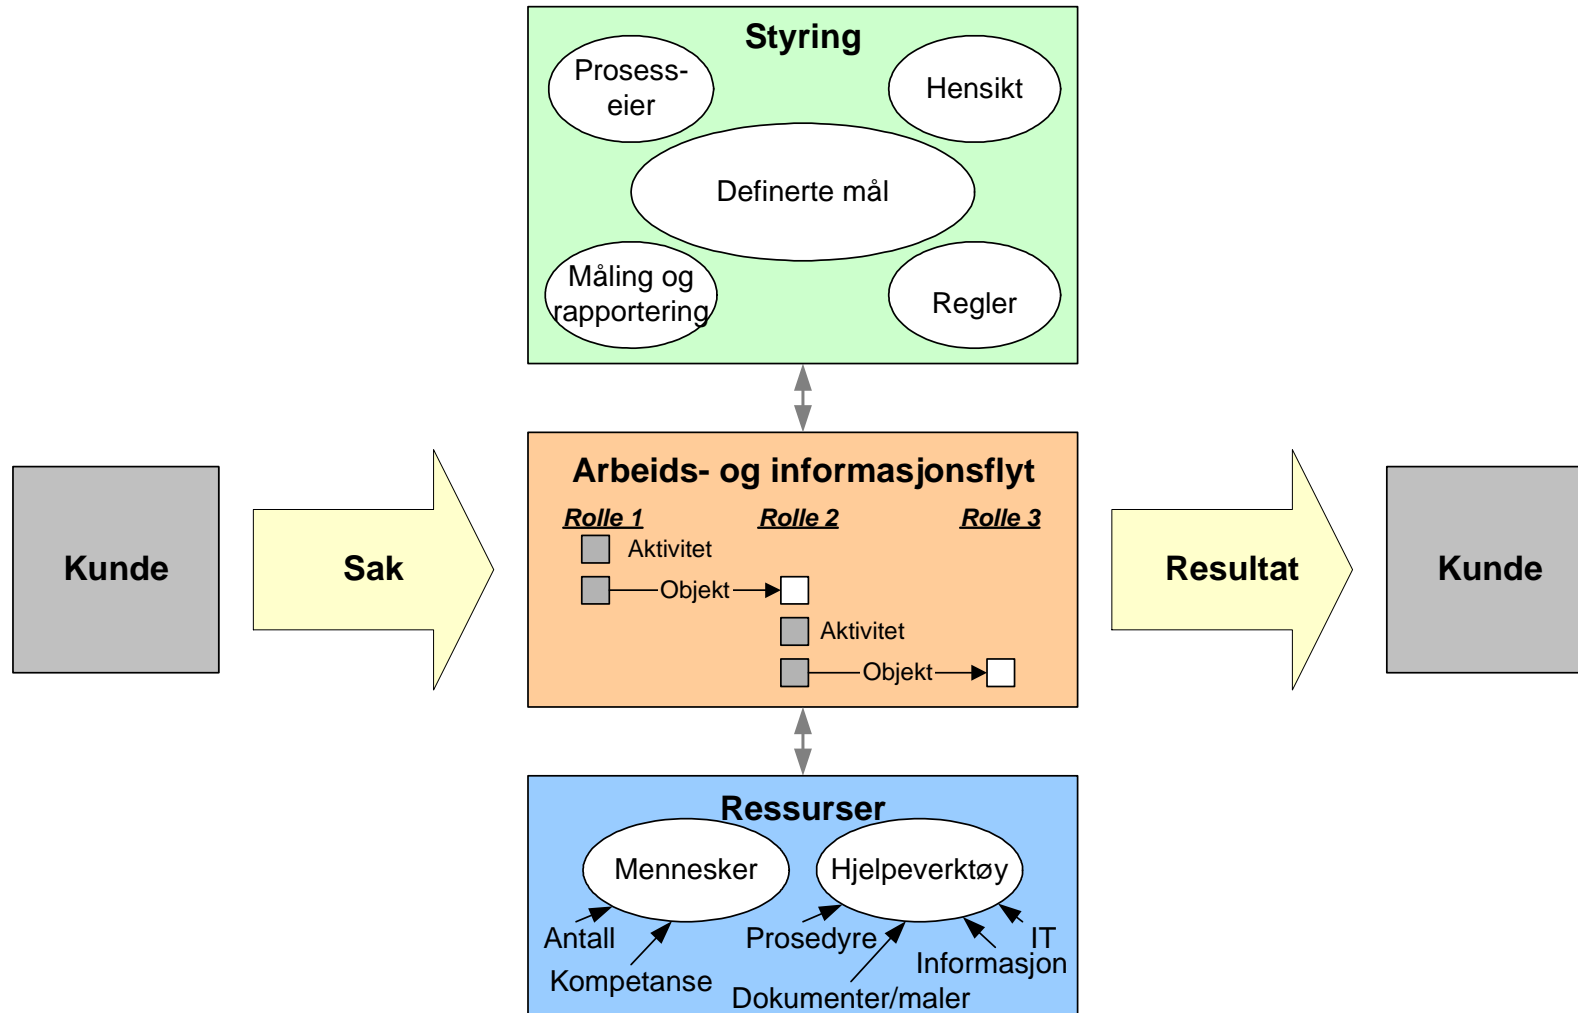 Styring
Prosess-
eier
Hensikt
Definerte mål
Måling og
rapportering
Regler
Kunde
Sak
Arbeids- og informasjonsflyt
Rolle 1 Rolle 2 Rolle 3
Aktivitet
Objekt
Aktivitet
Objekt
Resultat
Kunde
Ressurser
Mennesker
Hjelpeverktøy
Antall
Kompetanse
Prosedyre
Dokumenter/maler
Informasjon
IT